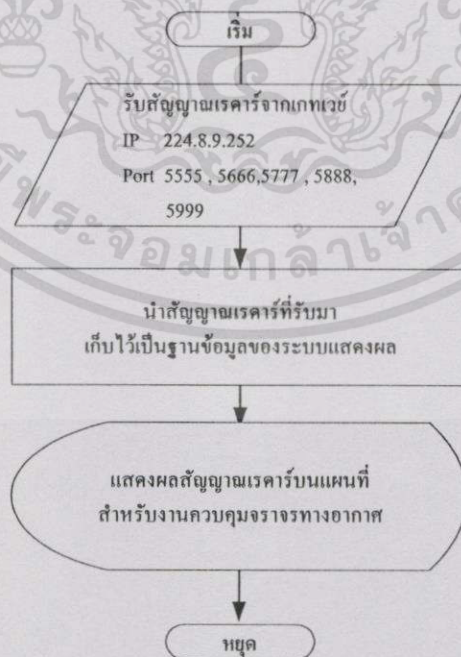 เริ่ม
รับสัญญาณเรดาร์จากเกทเวย์
IP 224.8.9.252
Port 5555 , 5666,5777 , 5888,
5999
นำสัญญาณเรดาร์ที่รับมา
เก็บไว้เป็นฐานข้อมูลของระบบแสดงผล
แสดงผลสัญญาณเรดาร์บนแผนที่
สำหรับงานควบคุมจราจรทางอากาศ
หยุด